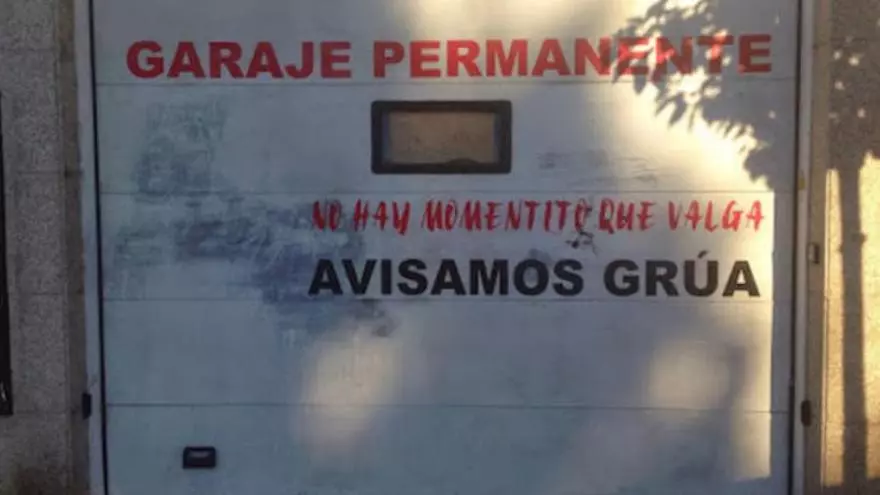 GARAJE PERMANENTE
NO HAY MOMENTITO QUE VALGA
AVISAMOS GRÚA